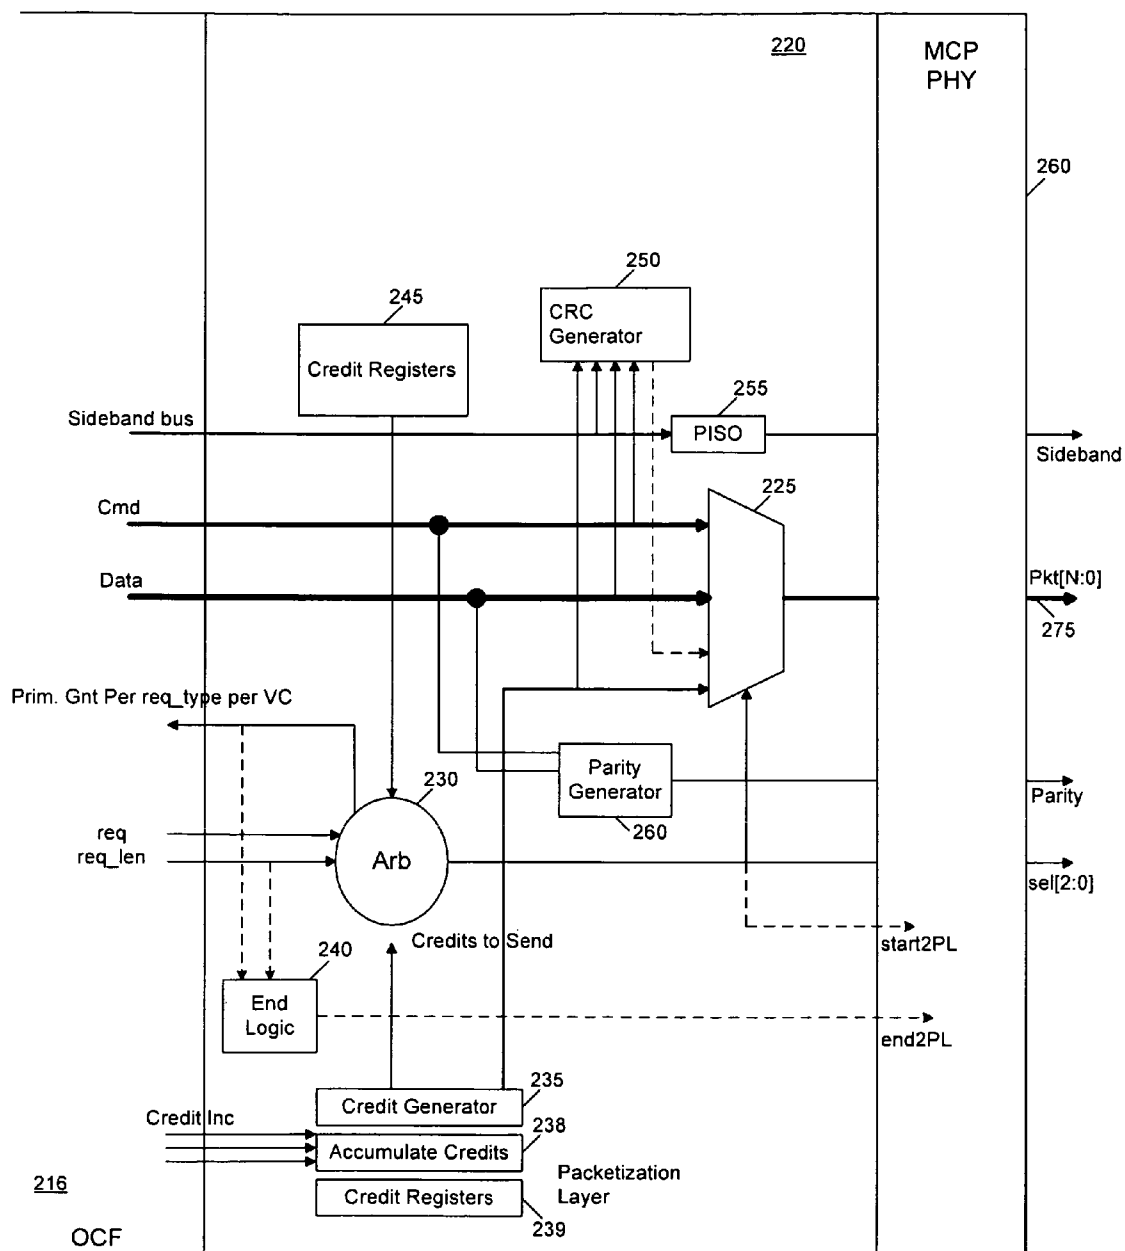 220
MCP
PHY
260
250
CRC
Generator
245
Credit Registers
255
Sideband bus
PISO
Sideband
225
Cmd
Data
Pkt[N:0]
275
Prim. Gnt Per req_type per VC
230
Parity
Generator
260
Parity
req
req_len
Arb
sel[2:0]
Credits to Send
start2PL
240
End
Logic
end2PL
235
Credit Generator
Credit Inc
238
Accumulate Credits
Packetization
Layer
216
Credit Registers
239
OCF